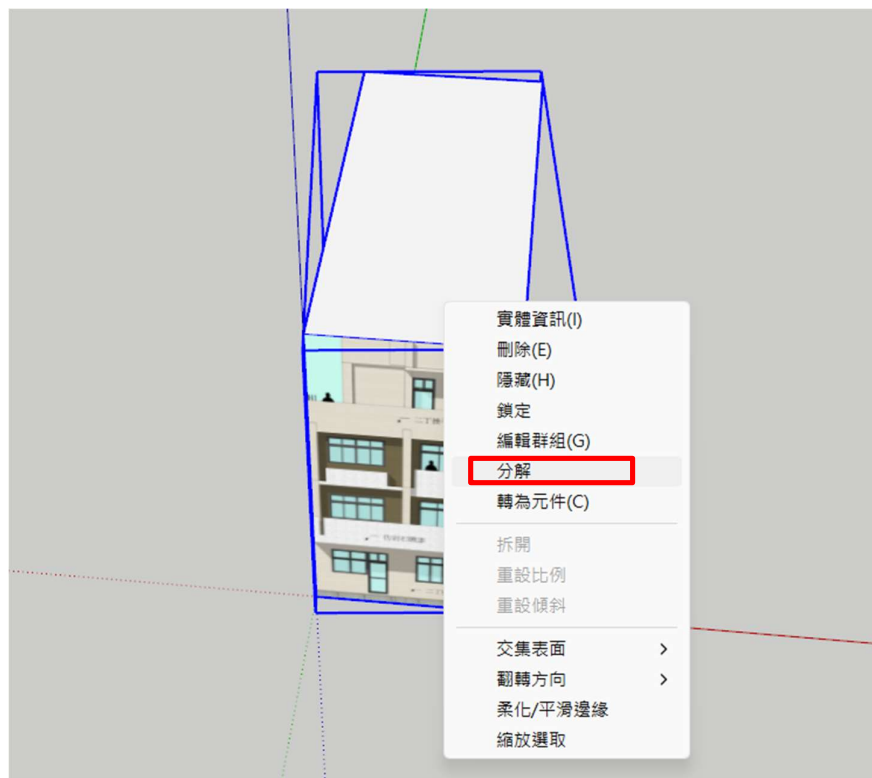 實體資訊(I)
刪除(E)
隱藏(H)
鎖定
編輯群組(G)
分解
轉為元件(C)
拆開
重設比例
重設傾斜
交集表面
翻轉方向
柔化/平滑邊緣
縮放選取